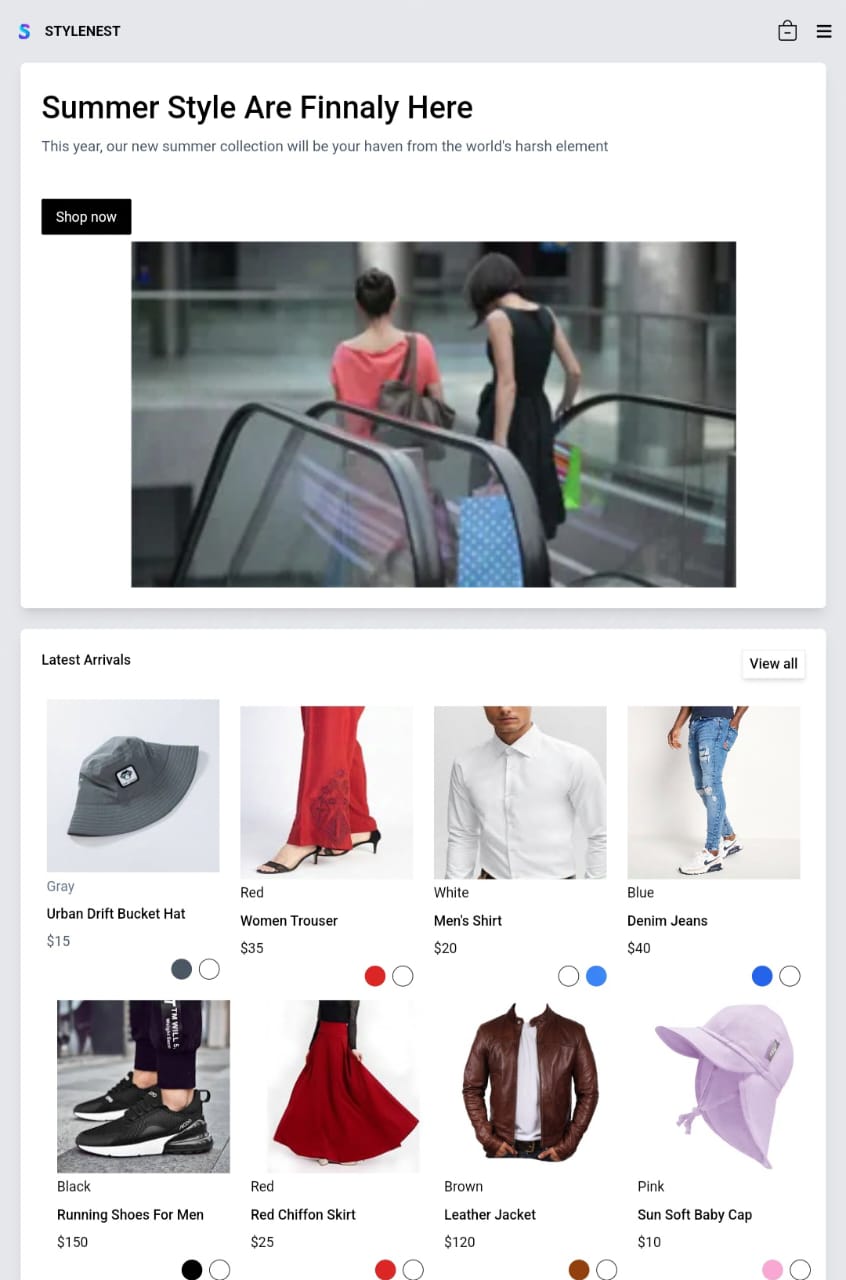 STYLENEST
Summer Style Are Finnaly Here
This year, our new summer collection will be your haven from the world's harsh element
Shop now
Latest Arrivals
View all
Gray
Urban Drift Bucket Hat
$15
Red
Women Trouser
$35
White
Men's Shirt
$20
Blue
Denim Jeans
$40
TM WILL 5,
Black
Running Shoes For Men
$150
Red
Red Chiffon Skirt
$25
Brown
Leather Jacket
$120
Pink
Sun Soft Baby Cap
$10